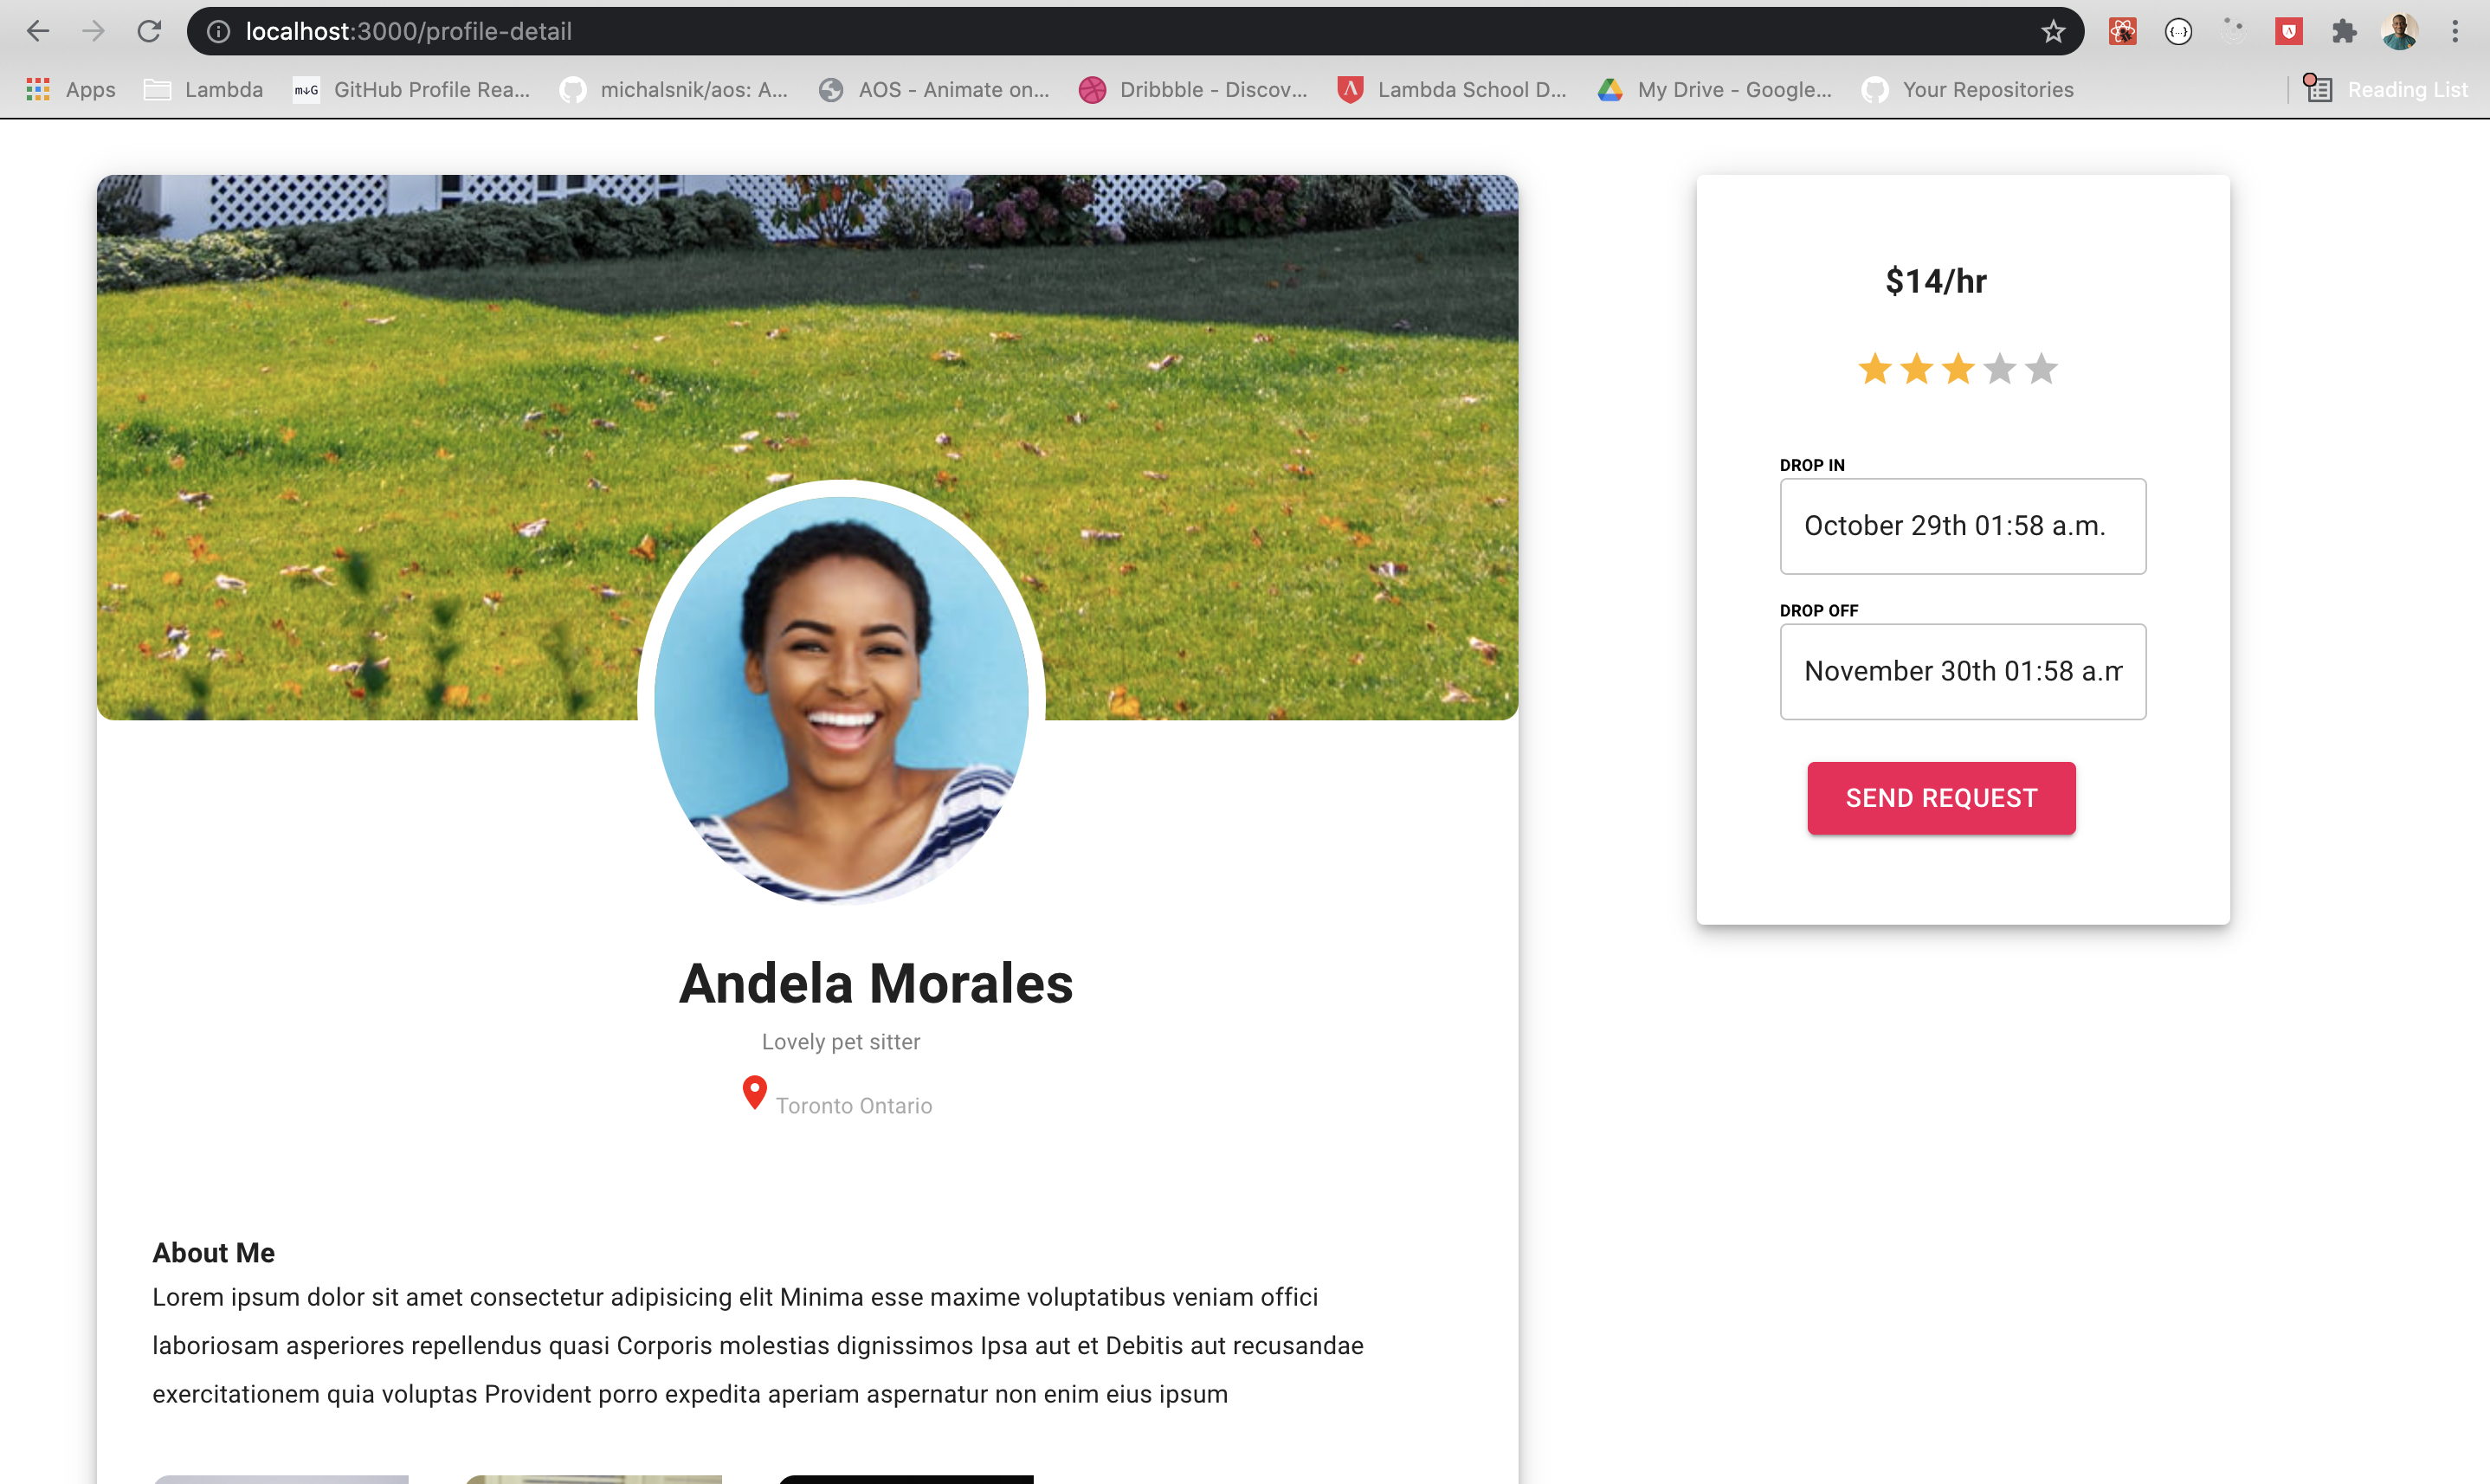 localhost:3000/profile-detail
Apps
Lambda
M↓G
GitHub Profile Rea...
michalsnik/aos: A...
AOS - Animate on...
Dribbble - Discov...
Lambda School D...
My Drive - Google...
Your Repositories
Reading List
$14/hr
DROP IN
October 29th 01:58 a.m.
DROP OFF
November 30th 01:58 a.m
SEND REQUEST
Andela Morales
Lovely pet sitter
Toronto Ontario
About Me
Lorem ipsum dolor sit amet consectetur adipisicing elit Minima esse maxime voluptatibus veniam offici
laboriosam asperiores repellendus quasi Corporis molestias dignissimos Ipsa aut et Debitis aut recusandae
exercitationem quia voluptas Provident porro expedita aperiam aspernatur non enim eius ipsum